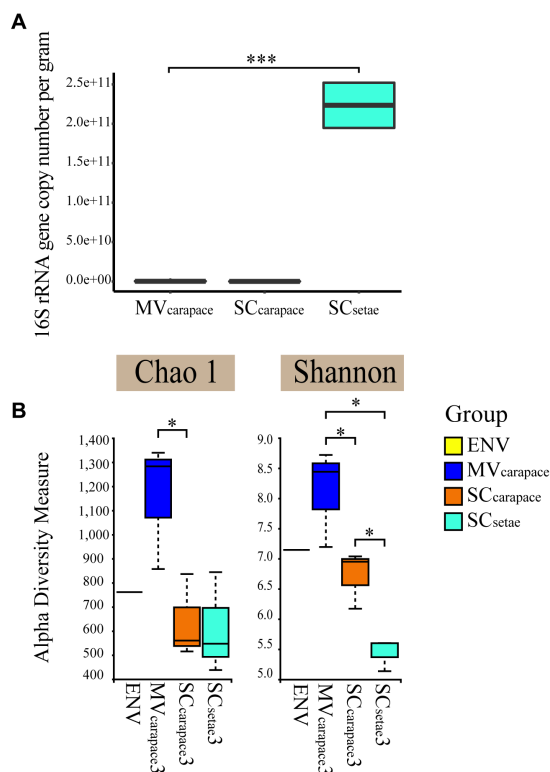 A
***
16S rRNA gene copy number per gram
2.5e+11
2.0e+11
1.5e+11
1.0e+11
5.0e+10
0.0e+00
MVcarapace
SCcarapace
SCsetae
Chao 1
Shannon
B
Alpha Diversity Measure
*
1,400
1,300
1,200
1,100
1,000
900
800
700
600
500
400
ENV
MVcarapace3
SCcarapace3
SCsetae3
*
*
*
9.0
8.5
8.0
7.5
7.0
6.5
6.0
5.5
5.0
ENV
MVcarapace3
SCcarapace3
SCsetae3
Group
ENV
MVcarapace
SCcarapace
SCsetae